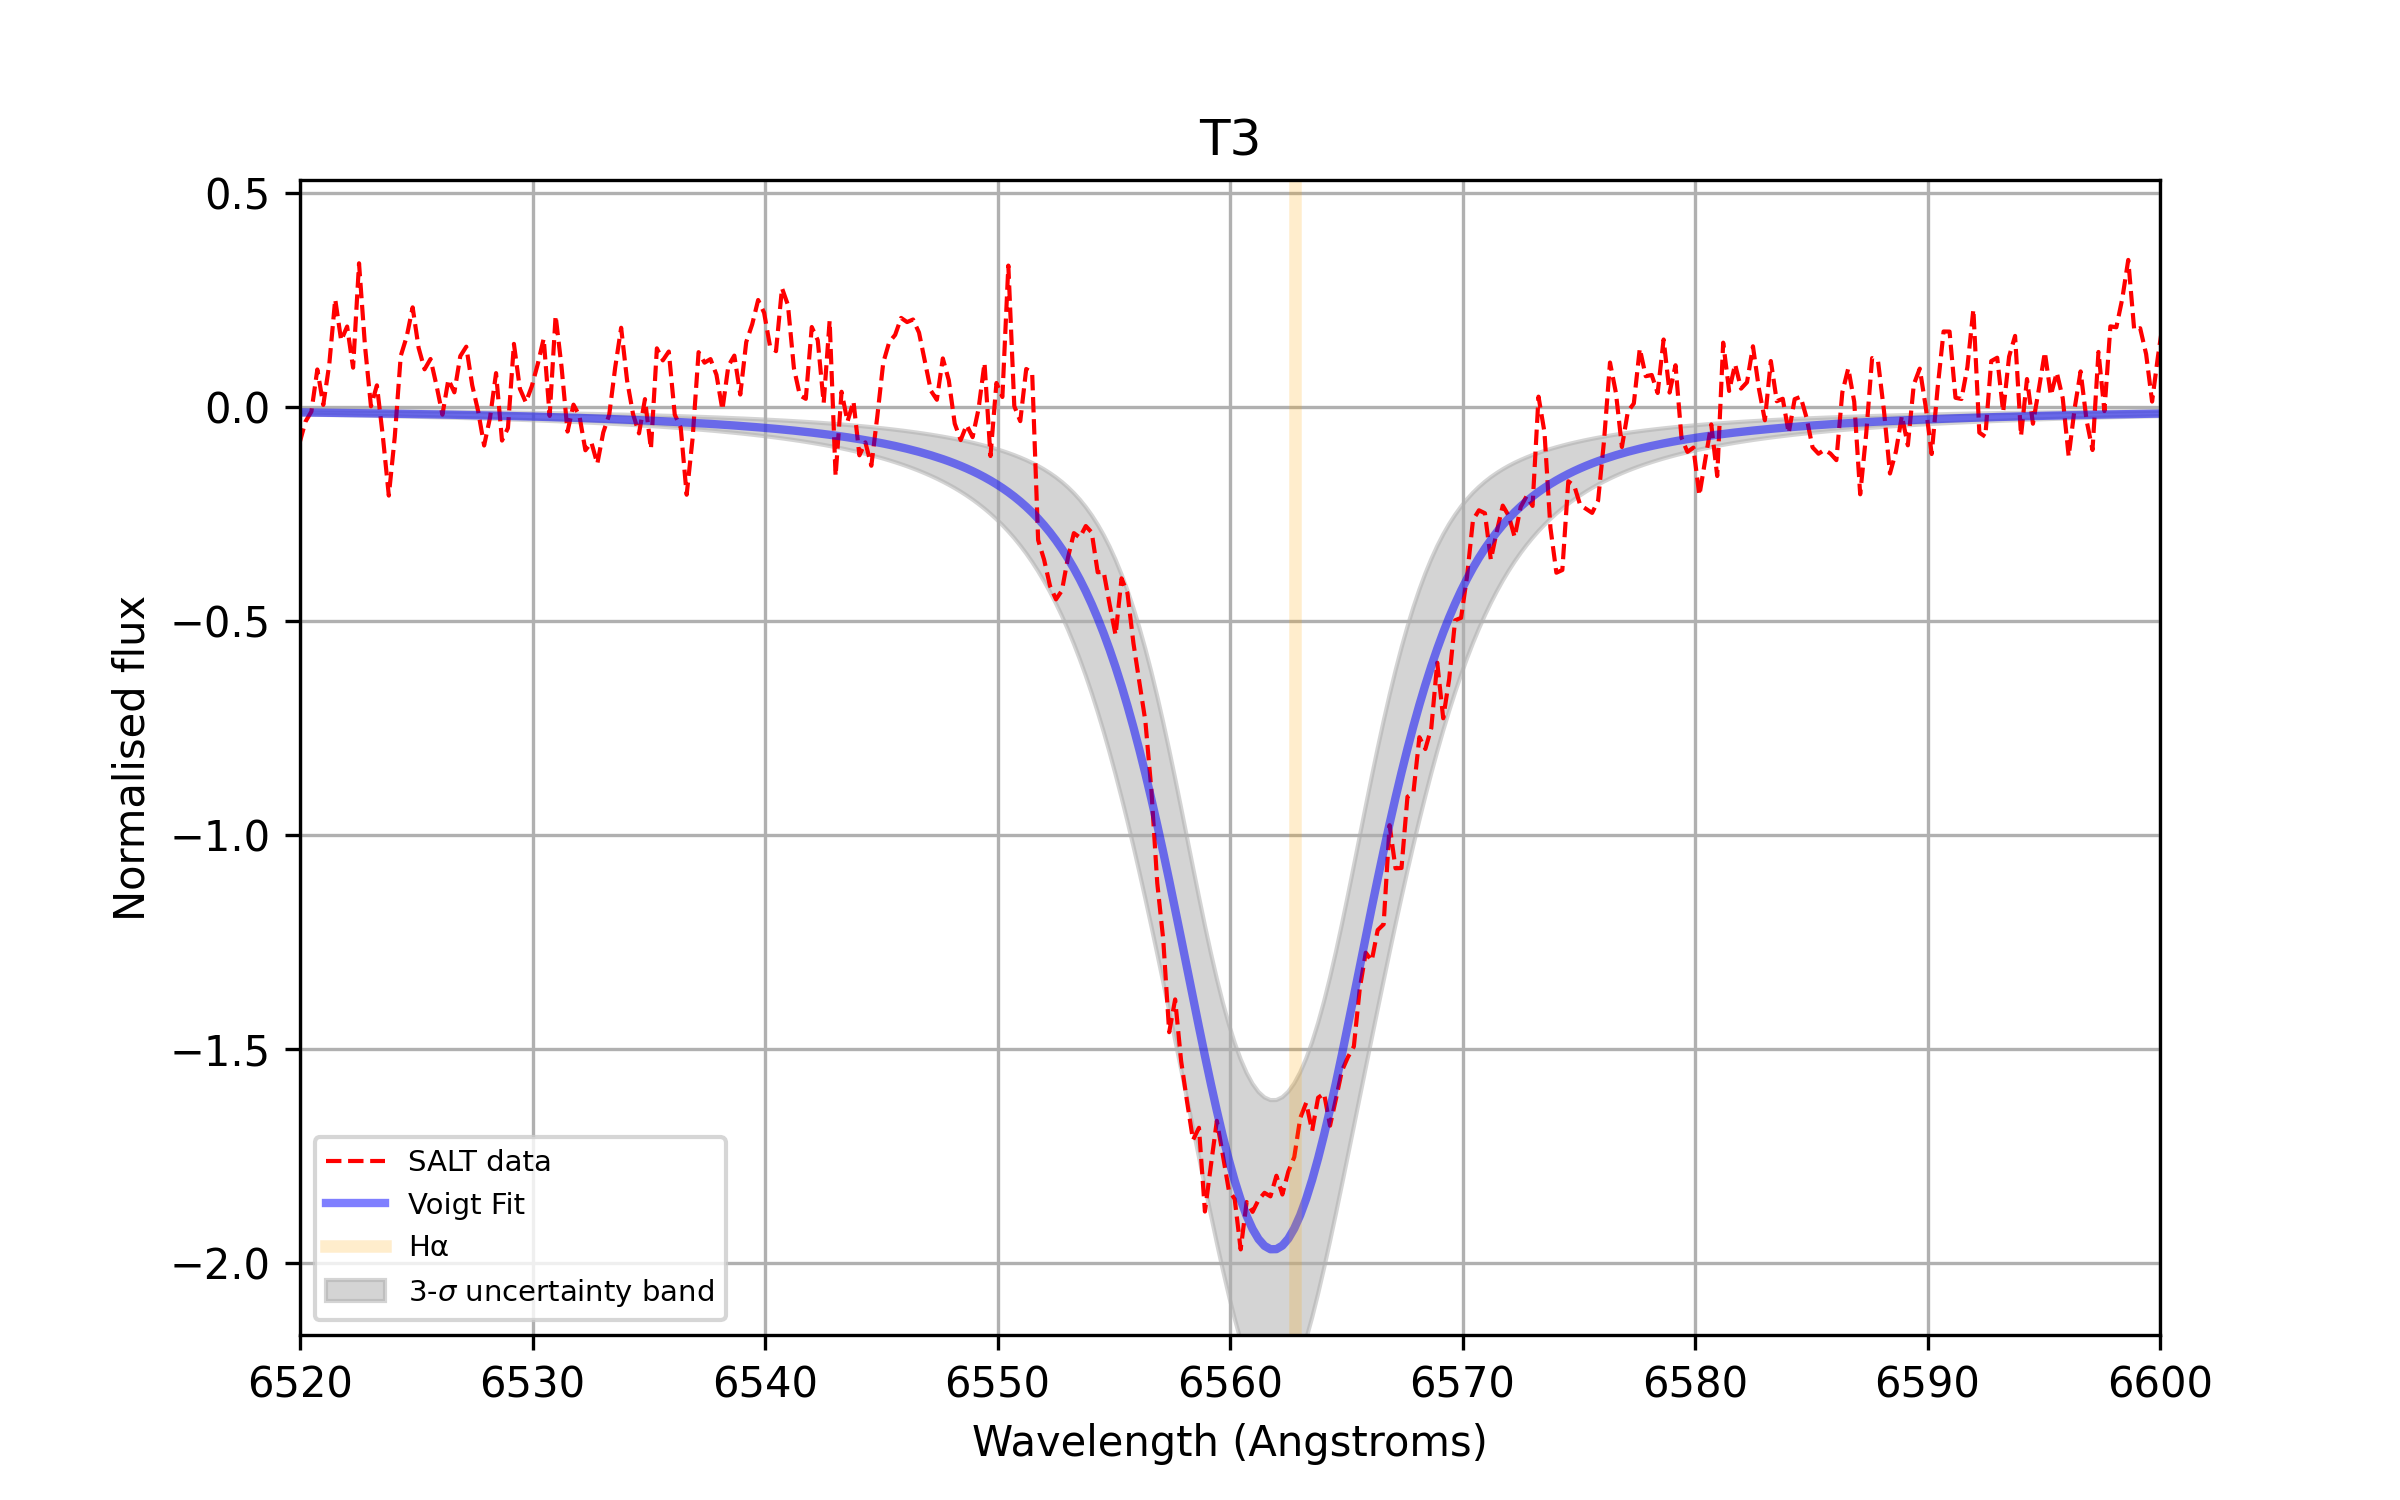 T3
0.5
0.0
−0.5
−1.0
−1.5
−2.0
Normalised flux
SALT data
Voigt Fit
Hα
3-σ uncertainty band
6520 6530 6540 6550 6560 6570 6580 6590 6600
Wavelength (Angstroms)